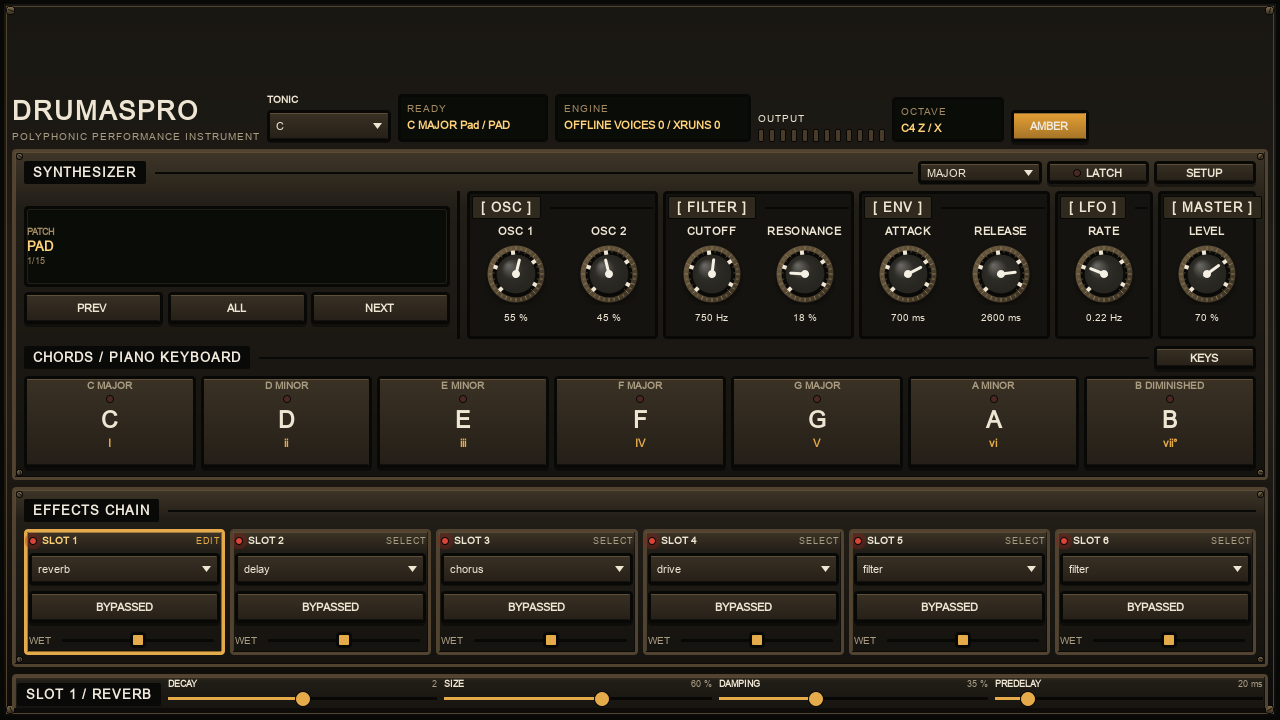 DRUMASPRO
POLYPHONIC PERFORMANCE INSTRUMENT
TONIC
C
READY
C MAJOR Pad / PAD
ENGINE
OFFLINE VOICES 0 / XRUNS 0
OUTPUT
OCTAVE
C4 Z / X
AMBER
SYNTHESIZER
MAJOR
LATCH
SETUP
PATCH
PAD
1/15
PREV
ALL
NEXT
[ OSC ]
OSC 1
OSC 2
55 %
45 %
[ FILTER ]
CUTOFF
RESONANCE
750 Hz
18 %
[ ENV ]
ATTACK
RELEASE
700 ms
2600 ms
[ LFO ]
RATE
0.22 Hz
[ MASTER ]
LEVEL
70 %
CHORDS / PIANO KEYBOARD
KEYS
C MAJOR
C
I
D MINOR
D
ii
E MINOR
E
iii
F MAJOR
F
IV
G MAJOR
G
V
A MINOR
A
vi
B DIMINISHED
B
vii°
EFFECTS CHAIN
SLOT 1
EDIT
reverb
BYPASSED
WET
SLOT 2
SELECT
delay
BYPASSED
WET
SLOT 3
SELECT
chorus
BYPASSED
WET
SLOT 4
SELECT
drive
BYPASSED
WET
SLOT 5
SELECT
filter
BYPASSED
WET
SLOT 6
SELECT
filter
BYPASSED
WET
SLOT 1 / REVERB
DECAY
2
SIZE
60 %
DAMPING
35 %
PREDELAY
20 ms